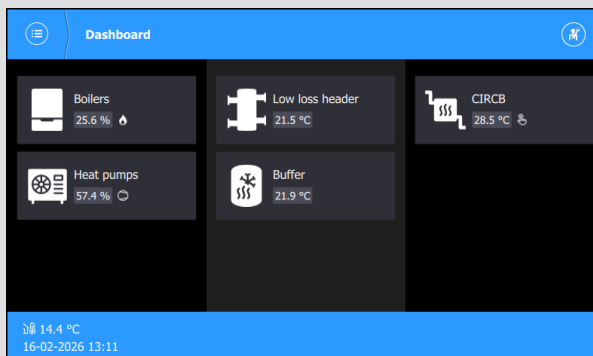 Dashboard
Boilers
25.6 %
Low loss header
21.5 °C
CIRCB
28.5 °C
Heat pumps
57.4 %
Buffer
21.9 °C
14.4 °C
16-02-2026 13:11